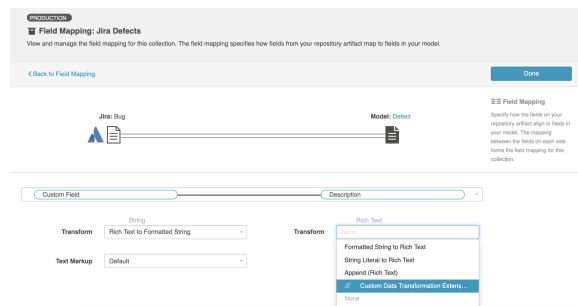 PRODUCTION
Field Mapping: Jira Defects
View and manage the field mapping for this collection. The field mapping specifies how fields from your repository artifact map to fields in your model.
Back to Field Mapping
Done
Field Mapping
Specify how the fields on your
repository artifact align to fields in
your model. The mapping
between the fields on each side
forms the field mapping for this
collection.
Jira: Bug
Model: Defect
Custom Field
Description
String
Rich Text
Transform
Rich Text to Formatted String
Transform
None
Formatted String to Rich Text
String Literal to Rich Text
Append (Rich Text)
Custom Data Transformation Extens...
None
Text Markup
Default